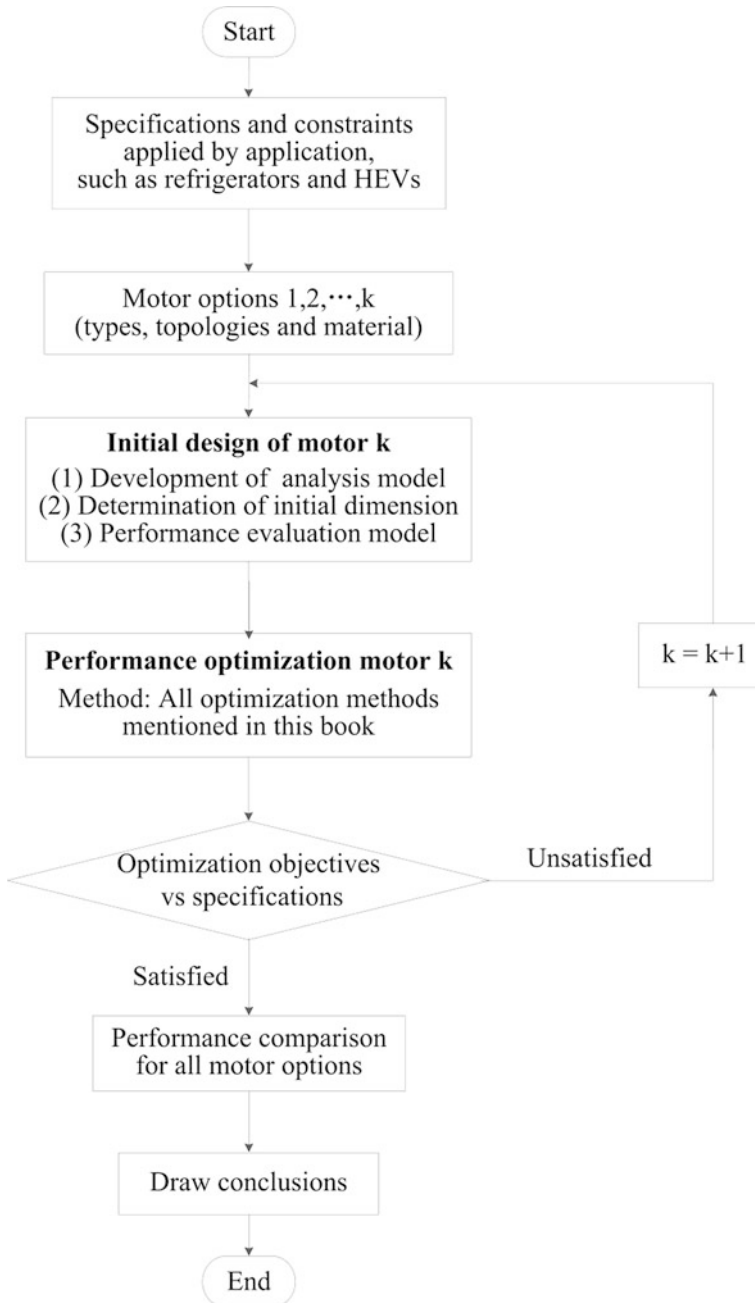 Start
Specifications and constraints
applied by application,
such as refrigerators and HEVs
Motor options 1,2,⋯,k
(types, topologies and material)
Initial design of motor k
(1) Development of analysis model
(2) Determination of initial dimension
(3) Performance evaluation model
Performance optimization motor k
Method: All optimization methods
mentioned in this book
k = k+1
Optimization objectives
vs specifications
Unsatisfied
Satisfied
Performance comparison
for all motor options
Draw conclusions
End